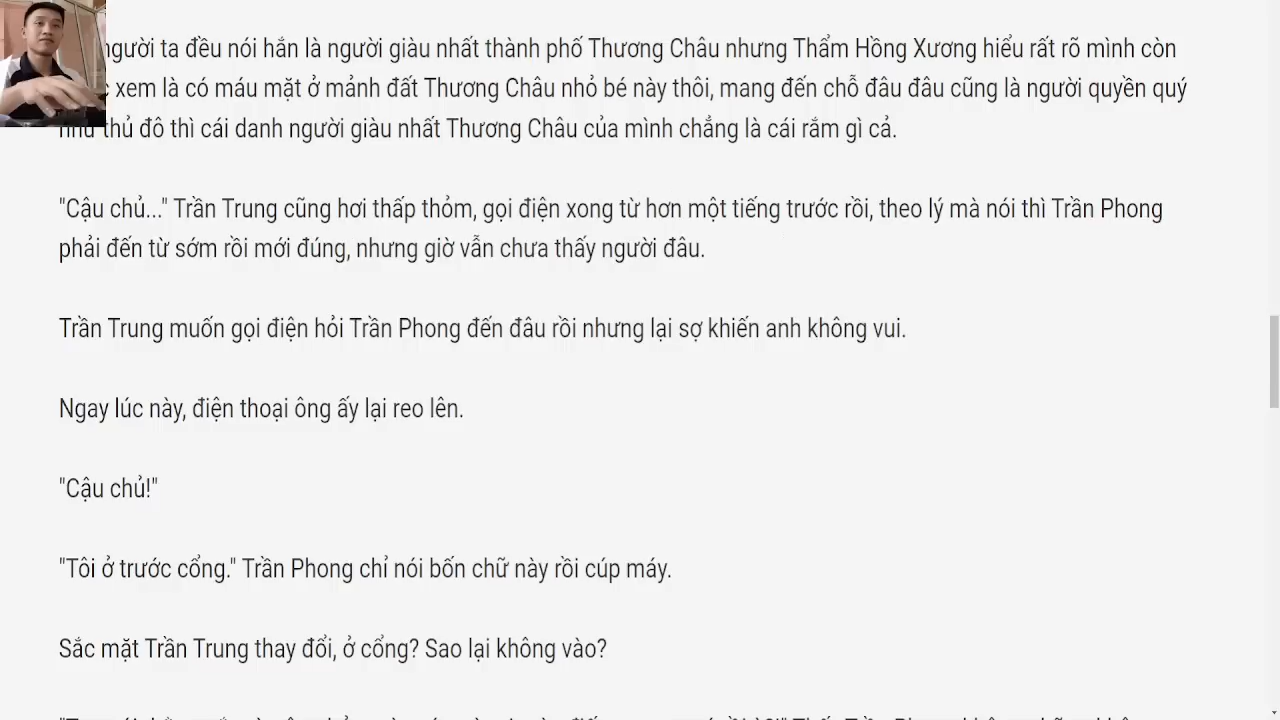 người ta đều nói hắn là người giàu nhất thành phố Thương Châu nhưng Thẩm Hồng Xương hiểu rất rõ mình còn
xem là có máu mặt ở mảnh đất Thương Châu nhỏ bé này thôi, mang đến chỗ đâu đâu cũng là người quyền quý
như thủ đô thì cái danh người giàu nhất Thương Châu của mình chẳng là cái rắm gì cả.
"Cậu chủ..." Trần Trung cũng hơi thấp thỏm, gọi điện xong từ hơn một tiếng trước rồi, theo lý mà nói thì Trần Phong
phải đến từ sớm rồi mới đúng, nhưng giờ vẫn chưa thấy người đâu.
Trần Trung muốn gọi điện hỏi Trần Phong đến đâu rồi nhưng lại sợ khiến anh không vui.
Ngay lúc này, điện thoại ông ấy lại reo lên.
"Cậu chủ!"
"Tôi ở trước cổng." Trần Phong chỉ nói bốn chữ này rồi cúp máy.
Sắc mặt Trần Trung thay đổi, ở cổng? Sao lại không vào?